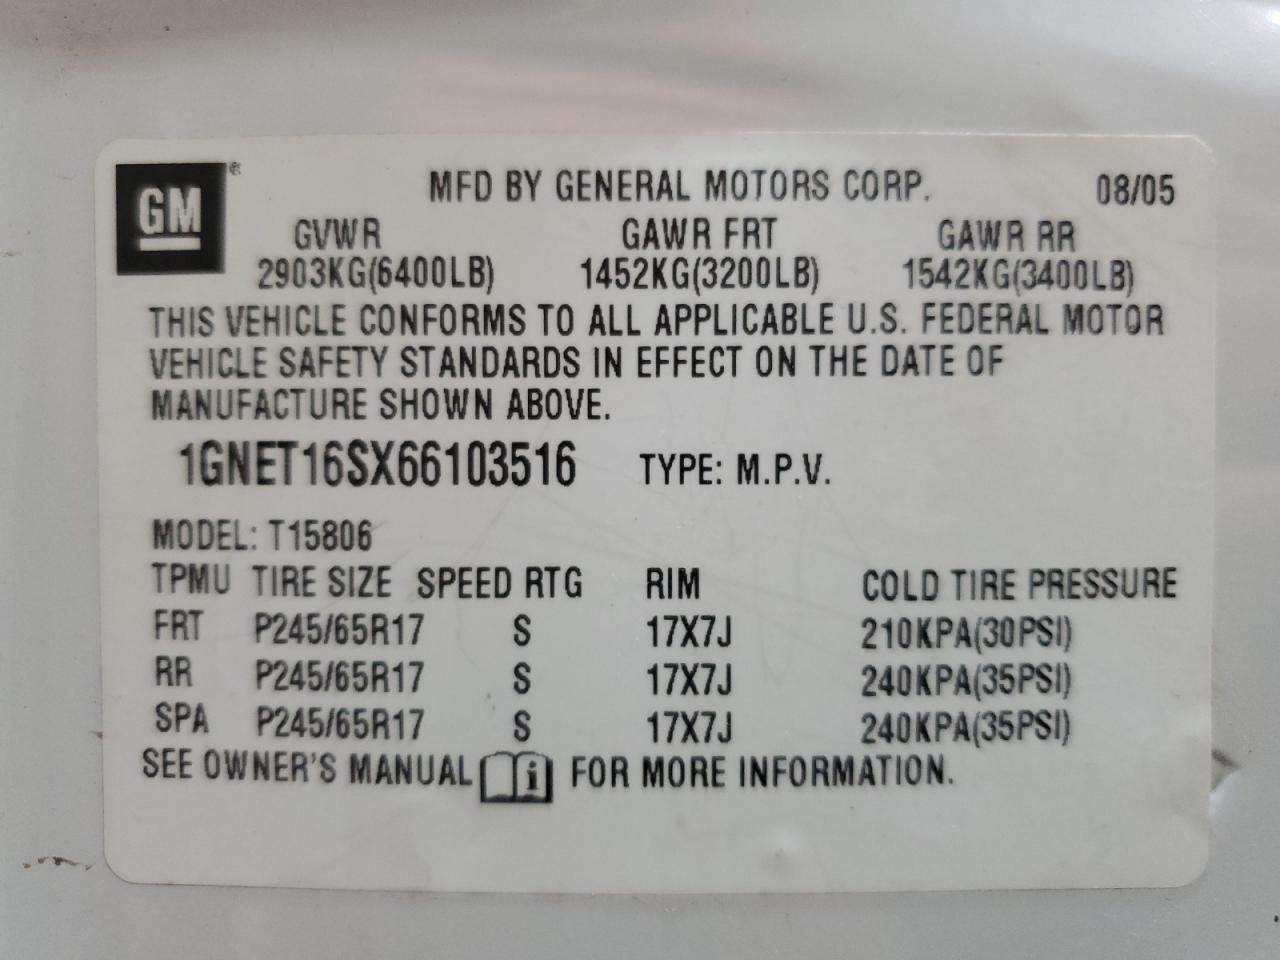 GM®
MFD BY GENERAL MOTORS CORP. 08/05
GVWR GAWR FRT GAWR RR
2903KG(6400LB) 1452KG(3200LB) 1542KG(3400LB)
THIS VEHICLE CONFORMS TO ALL APPLICABLE U.S. FEDERAL MOTOR
VEHICLE SAFETY STANDARDS IN EFFECT ON THE DATE OF
MANUFACTURE SHOWN ABOVE.
1GNET16SX66103516 TYPE: M.P.V.
MODEL: T15806
TPMU TIRE SIZE SPEED RTG RIM COLD TIRE PRESSURE
FRT P245/65R17 S 17X7J 210KPA(30PSI)
RR P245/65R17 S 17X7J 240KPA(35PSI)
SPA P245/65R17 S 17X7J 240KPA(35PSI)
SEE OWNER'S MANUAL i FOR MORE INFORMATION.